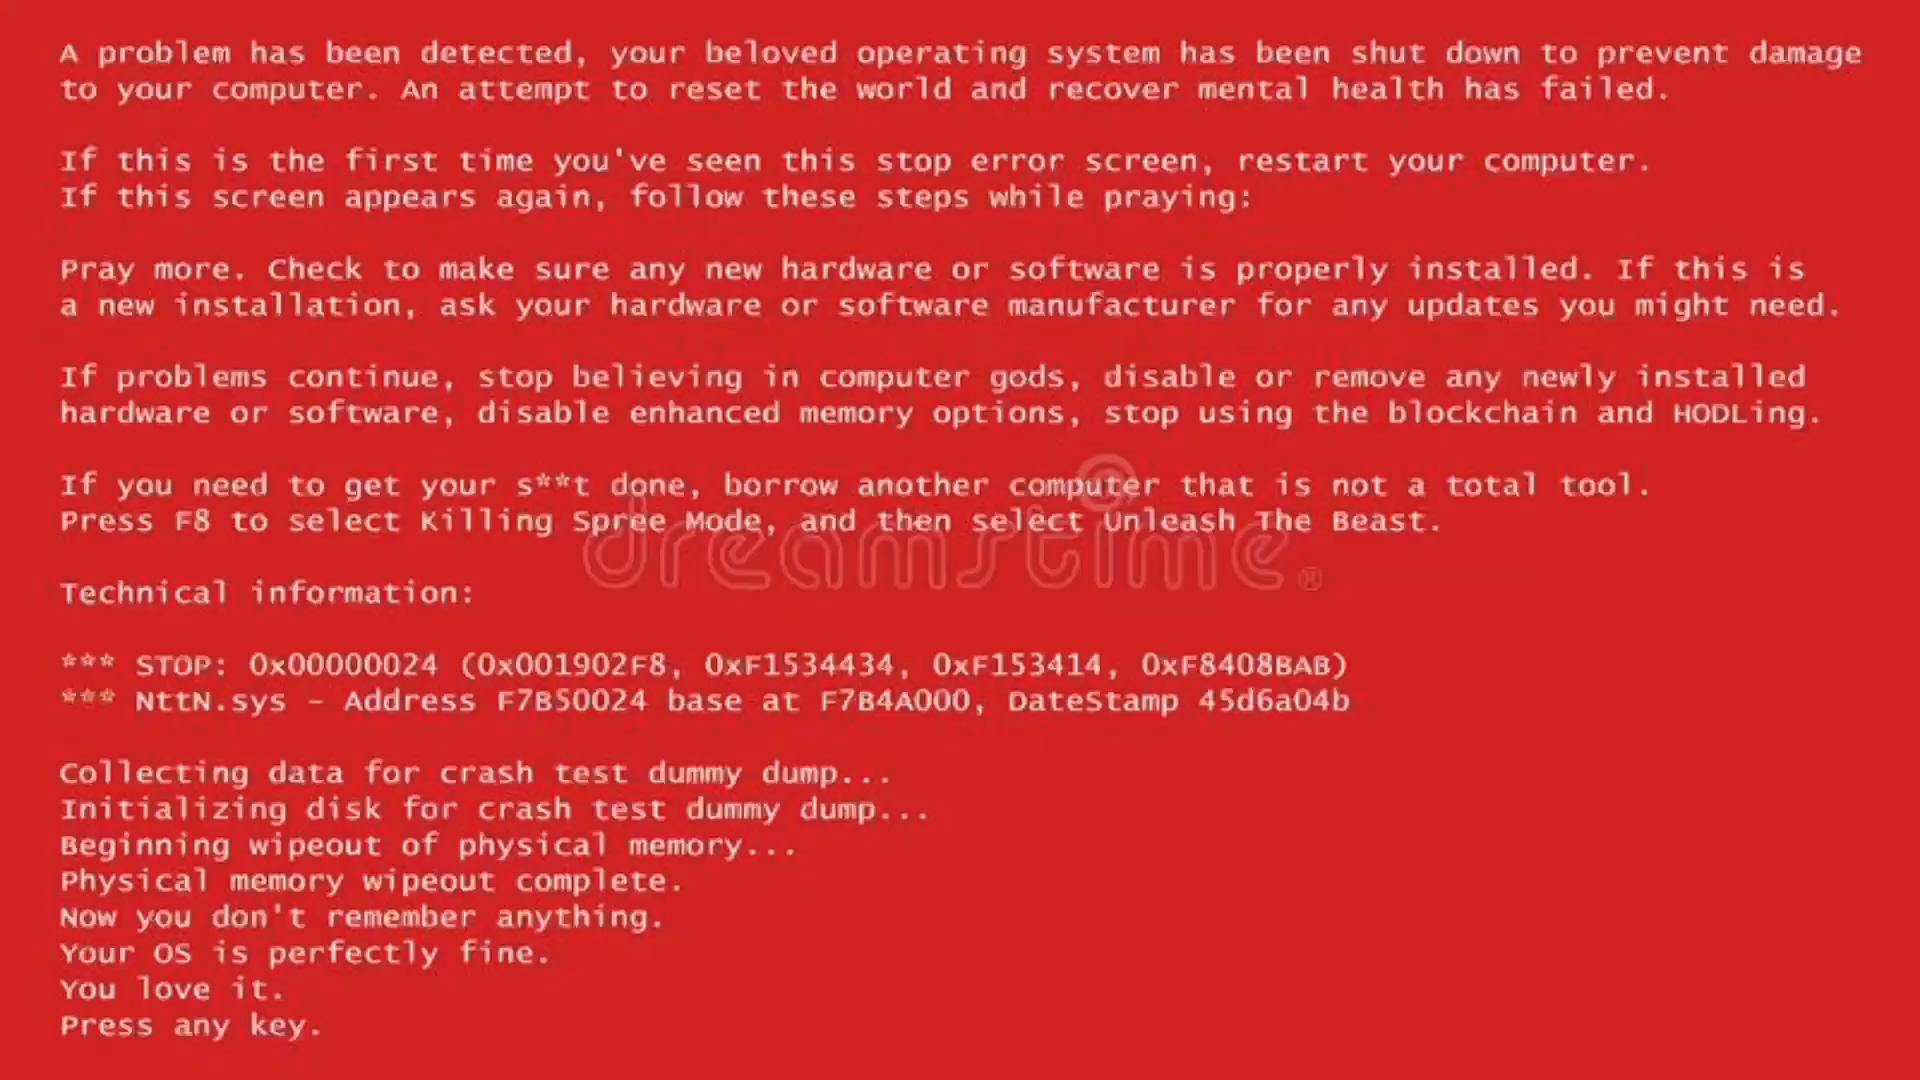 A problem has been detected, your beloved operating system has been shut down to prevent damage
to your computer. An attempt to reset the world and recover mental health has failed.
If this is the first time you've seen this stop error screen, restart your computer.
If this screen appears again, follow these steps while praying:
Pray more. Check to make sure any new hardware or software is properly installed. If this is
a new installation, ask your hardware or software manufacturer for any updates you might need.
If problems continue, stop believing in computer gods, disable or remove any newly installed
hardware or software, disable enhanced memory options, stop using the blockchain and HODLing.
If you need to get your s**t done, borrow another computer that is not a total tool.
Press F8 to select Killing Spree Mode, and then select Unleash The Beast.
dreamstime®
Technical information:
*** STOP: 0x00000024 (0x001902F8, 0xF1534434, 0xF153414, 0xF8408BAB)
*** NttN.sys - Address F7B50024 base at F7B4A000, DateStamp 45d6a04b
Collecting data for crash test dummy dump...
Initializing disk for crash test dummy dump...
Beginning wipeout of physical memory...
Physical memory wipeout complete.
Now you don't remember anything.
Your OS is perfectly fine.
You love it.
Press any key.